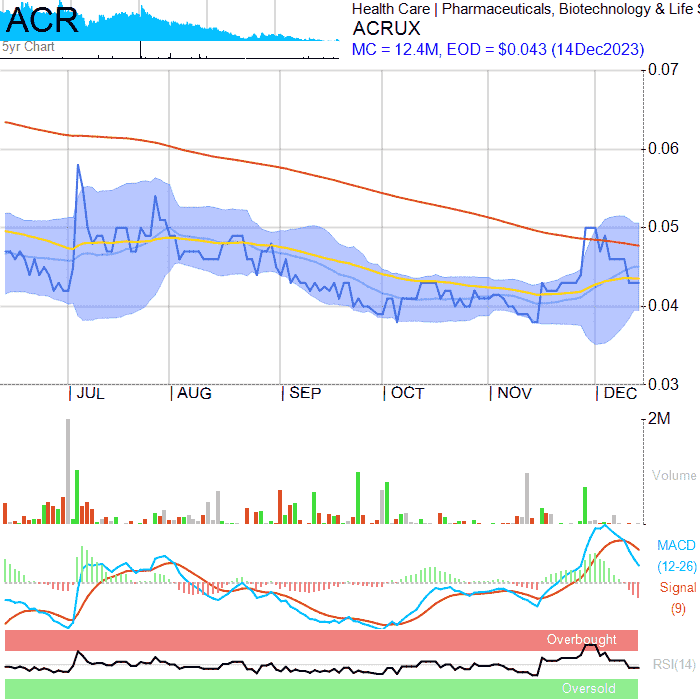 ACR
5yr Chart
Health Care | Pharmaceuticals, Biotechnology & Life S
ACRUX
MC = 12.4M, EOD = $0.043 (14Dec2023)
0.07
0.06
0.05
0.04
0.03
| JUL | AUG | SEP | OCT | NOV | DEC
2M
Volume
MACD
(12-26)
Signal
(9)
Overbought
RSI(14)
Oversold